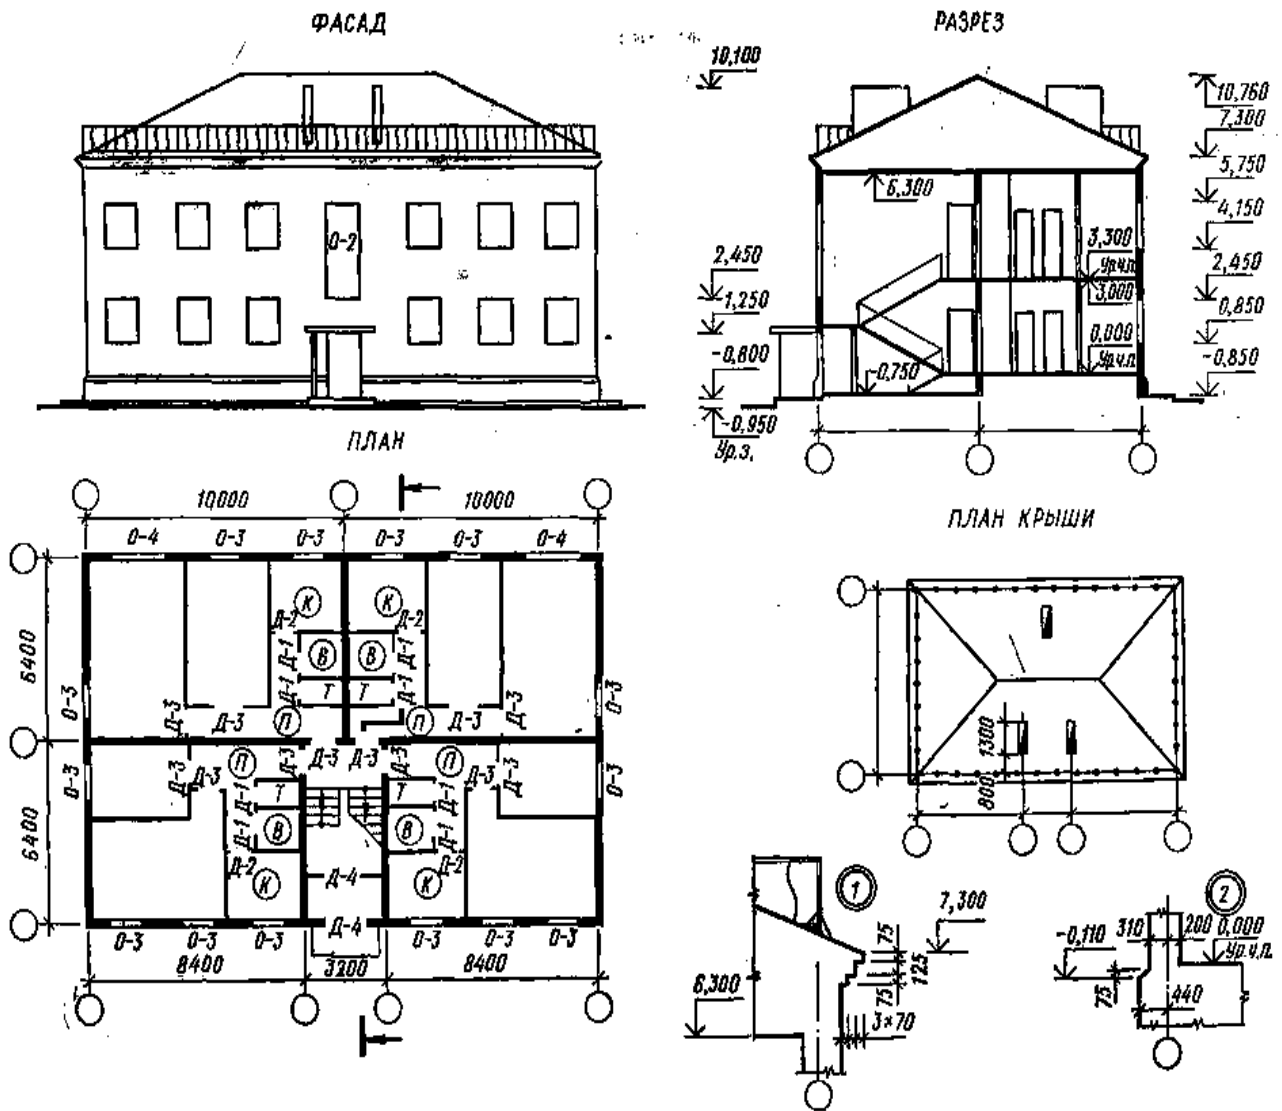 ФАСАД
О-2
РАЗРЕЗ
10,100
2,450
1,250
-0,800
-0,950
Ур.з.
6,300
-0,750
3,300
Ур.ч.п.
3,000
0,000
Ур.ч.п.
10,760
7,300
5,750
4,150
2,450
0,850
-0,850
ПЛАН
10000 10000
О-4 О-3 О-3 О-3 О-3 О-4
К К
Д-2 Д-2
Д-1 В В Д-1
Д-1 Т Т Д-1
6400
О-3 О-3
Д-3 Д-3 П П Д-3 Д-3
Д-3 Д-3 Д-3 Д-3
П П
О-3 Д-3 Д-3 Д-3 Д-3 О-3
Д-1 Т Т Д-1
6400
Д-1 В В Д-1
Д-2 К К Д-2
Д-4
Д-4
О-3 О-3 О-3 О-3 О-3 О-3
8400 3200 8400
ПЛАН КРЫШИ
1300
800
1
7,300
6,300
75
125
75
3×70
2
310 200 0,000
Ур.ч.п.
-0,110
75
440